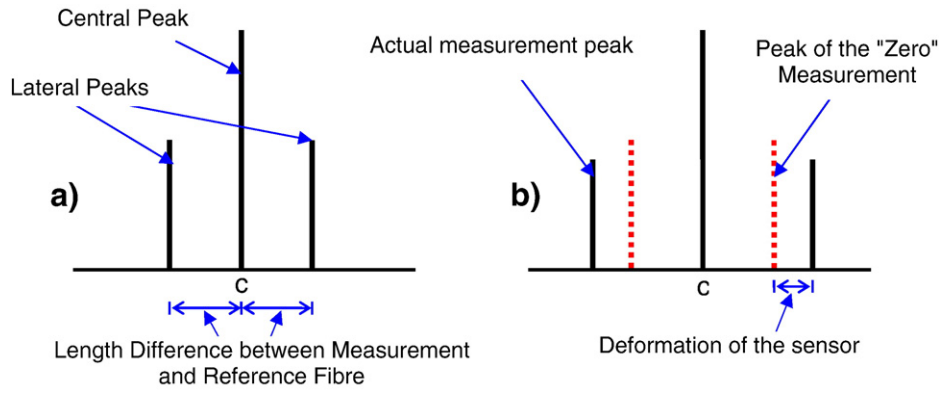 Central Peak
Lateral Peaks
a)
C
Length Difference between Measurement
and Reference Fibre
Actual measurement peak
Peak of the "Zero"
Measurement
b)
C
Deformation of the sensor